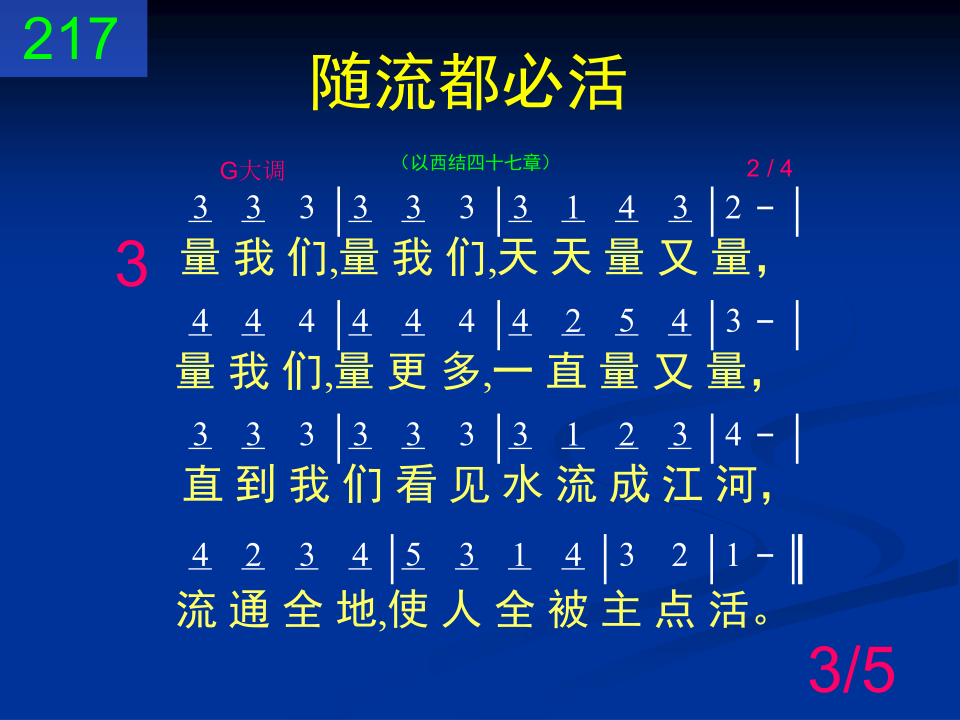 217
随流都必活
（以西结四十七章）
G大调 2 / 4
3 3 3 | 3 3 3 | 3 1 4 3 | 2 - |
3
量 我 们,量 我 们,天 天 量 又 量，
4 4 4 | 4 4 4 | 4 2 5 4 | 3 - |
量 我 们,量 更 多,一 直 量 又 量，
3 3 3 | 3 3 3 | 3 1 2 3 | 4 - |
直 到 我 们 看 见 水 流 成 江 河，
4 2 3 4 | 5 3 1 4 | 3 2 | 1 - ‖
流 通 全 地,使 人 全 被 主 点 活。
3/5